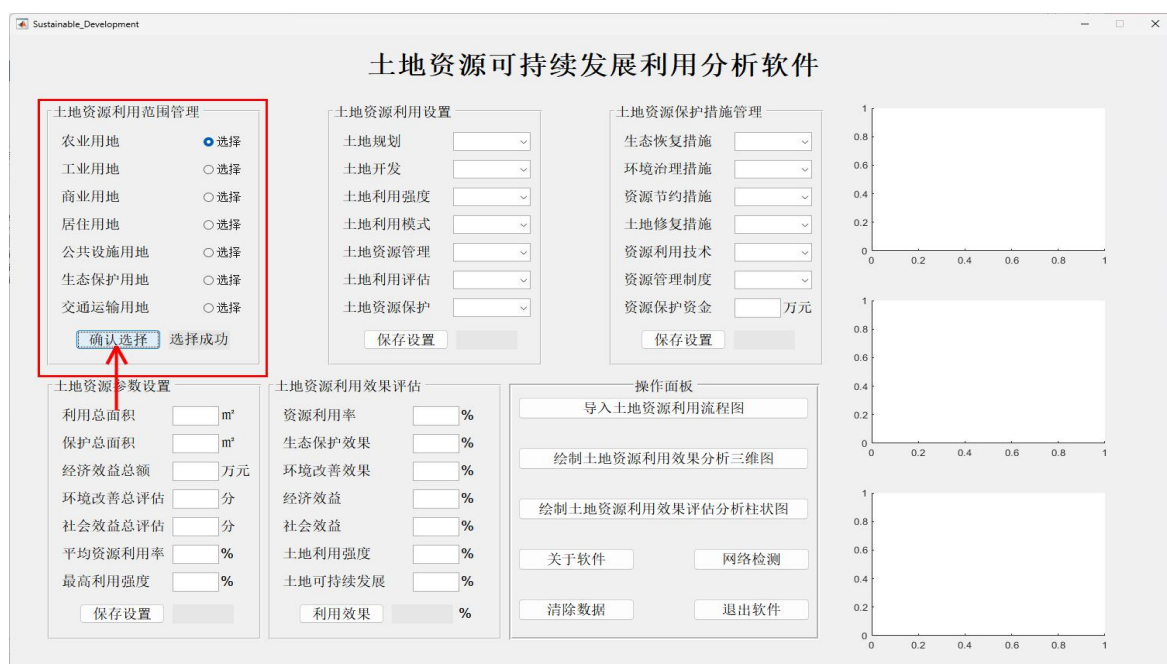 Sustainable_Development
土地资源可持续发展利用分析软件
土地资源利用范围管理
农业用地 选择
工业用地 选择
商业用地 选择
居住用地 选择
公共设施用地 选择
生态保护用地 选择
交通运输用地 选择
确认选择 选择成功
土地资源利用设置
土地规划
土地开发
土地利用强度
土地利用模式
土地资源管理
土地利用评估
土地资源保护
保存设置
土地资源保护措施管理
生态恢复措施
环境治理措施
资源节约措施
土地修复措施
资源利用技术
资源管理制度
资源保护资金 万元
保存设置
土地资源参数设置
利用总面积 m²
保护总面积 m²
经济效益总额 万元
环境改善总评估 分
社会效益总评估 分
平均资源利用率 %
最高利用强度 %
保存设置
土地资源利用效果评估
资源利用率 %
生态保护效果 %
环境改善效果 %
经济效益 %
社会效益 %
土地利用强度 %
土地可持续发展 %
利用效果 %
操作面板
导入土地资源利用流程图
绘制土地资源利用效果分析三维图
绘制土地资源利用效果评估分析柱状图
关于软件 网络检测
清除数据 退出软件
1
0.8
0.6
0.4
0.2
0
0 0.2 0.4 0.6 0.8 1
1
0.8
0.6
0.4
0.2
0
0 0.2 0.4 0.6 0.8 1
1
0.8
0.6
0.4
0.2
0
0 0.2 0.4 0.6 0.8 1